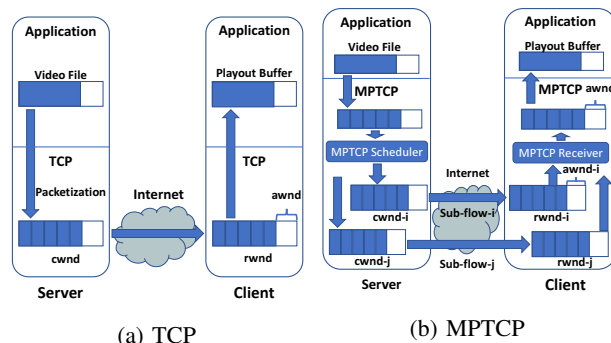 Application
Video File
TCP
Packetization
cwnd
Server
Internet
Application
Playout Buffer
TCP
awnd
rwnd
Client
(a) TCP
Application
Video File
MPTCP
MPTCP Scheduler
cwnd-i
cwnd-j
Server
Internet
Sub-flow-i
Sub-flow-j
Application
Playout Buffer
MPTCP
awnd
MPTCP Receiver
awnd-i
rwnd-i
rwnd-j
Client
(b) MPTCP